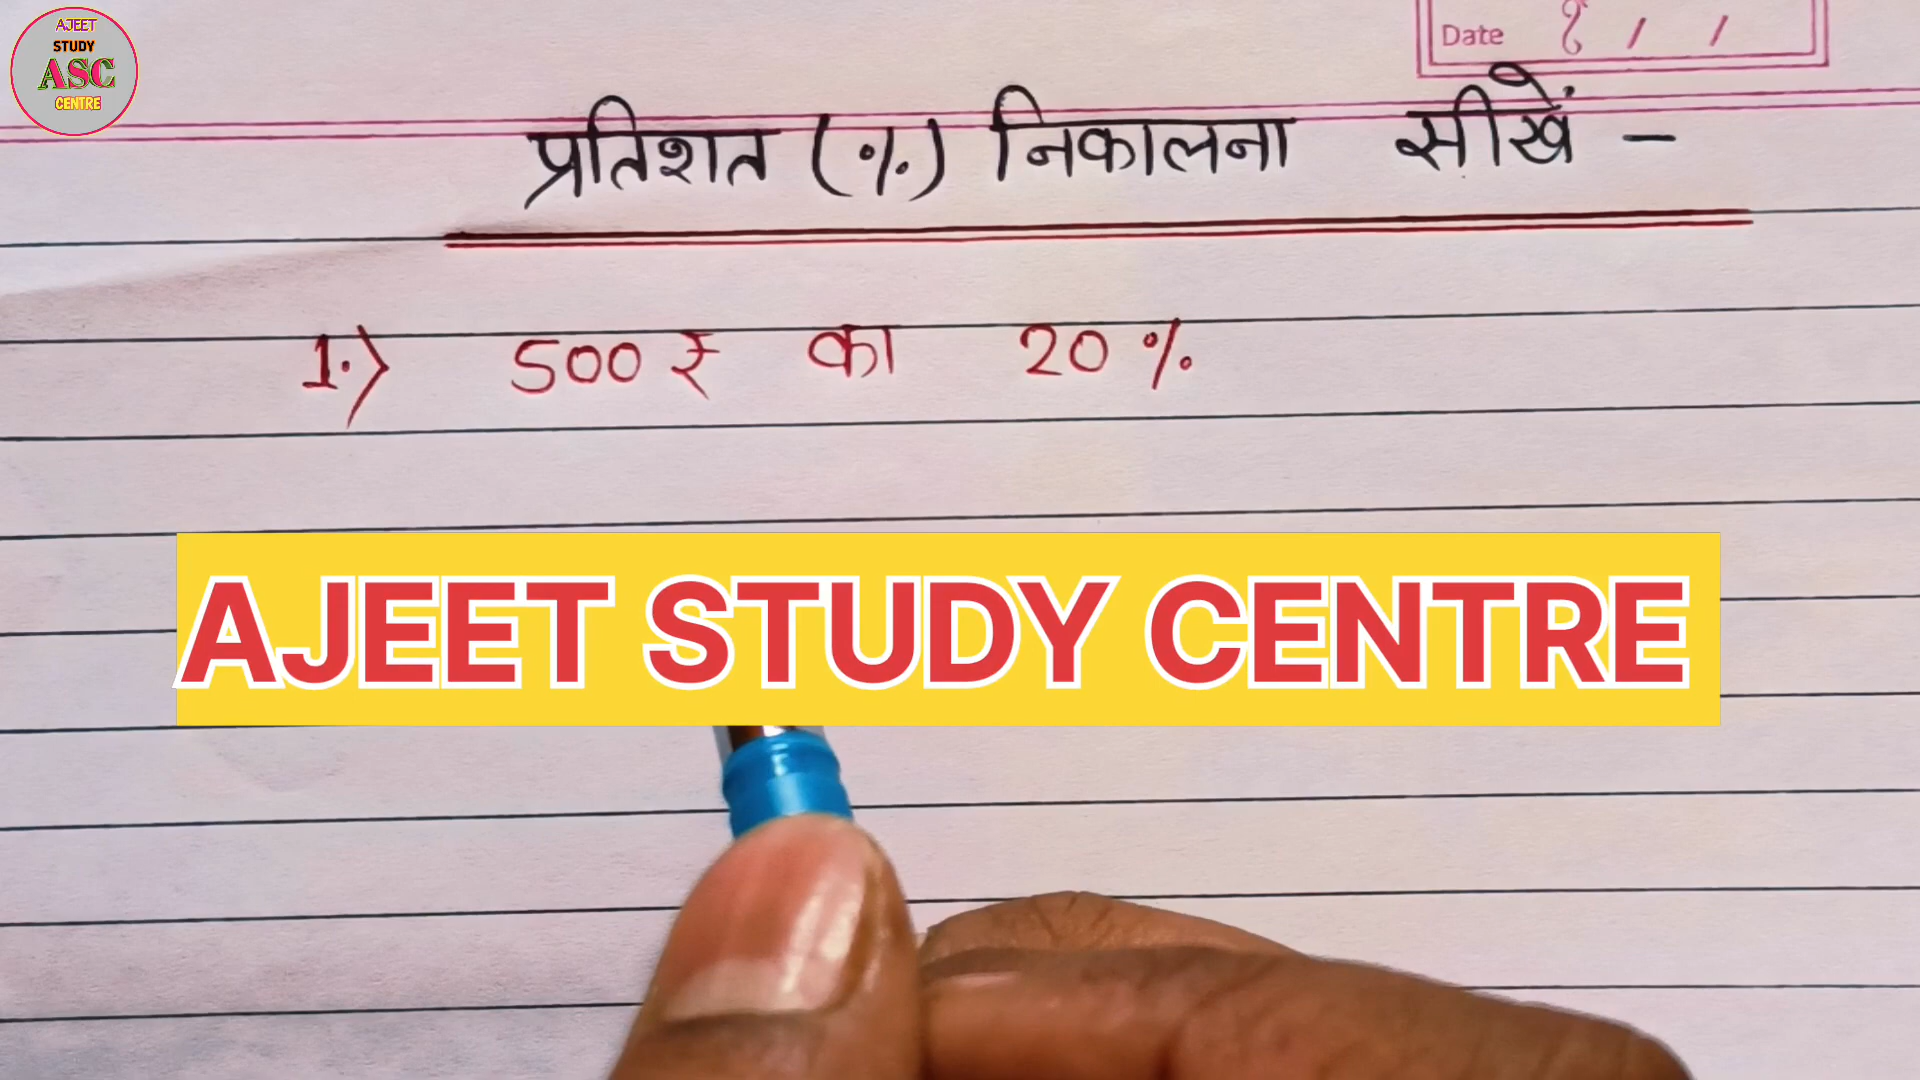 AJEET
STUDY
ASC
CENTRE
Date / /
प्रतिशत (%) निकालना सीखें -
1.) 500 ₹ का 20 %
AJEET STUDY CENTRE